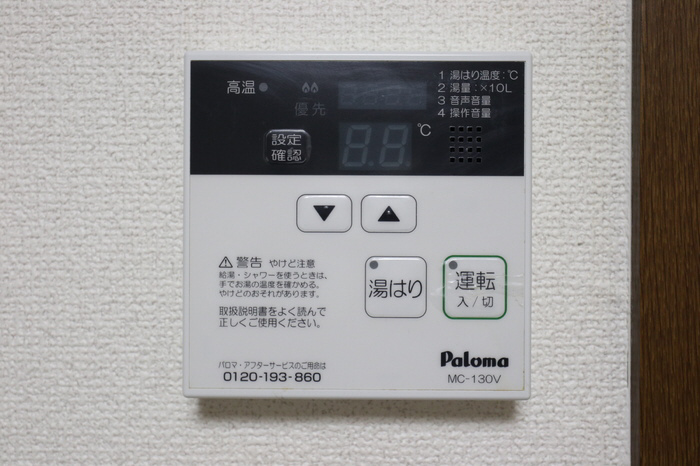 高温
優先
1 湯はり温度:℃
2 湯量:×10L
3 音声音量
4 操作音量
設定
確認
℃
▼ ▲
⚠警告 やけど注意
給湯・シャワーを使うときは、
手でお湯の温度を確かめる。
やけどのおそれがあります。
取扱説明書をよく読んで
正しくご使用ください。
湯はり
運転
入/切
パロマ・アフターサービスのご用命は
0120-193-860
Paloma
MC-130V